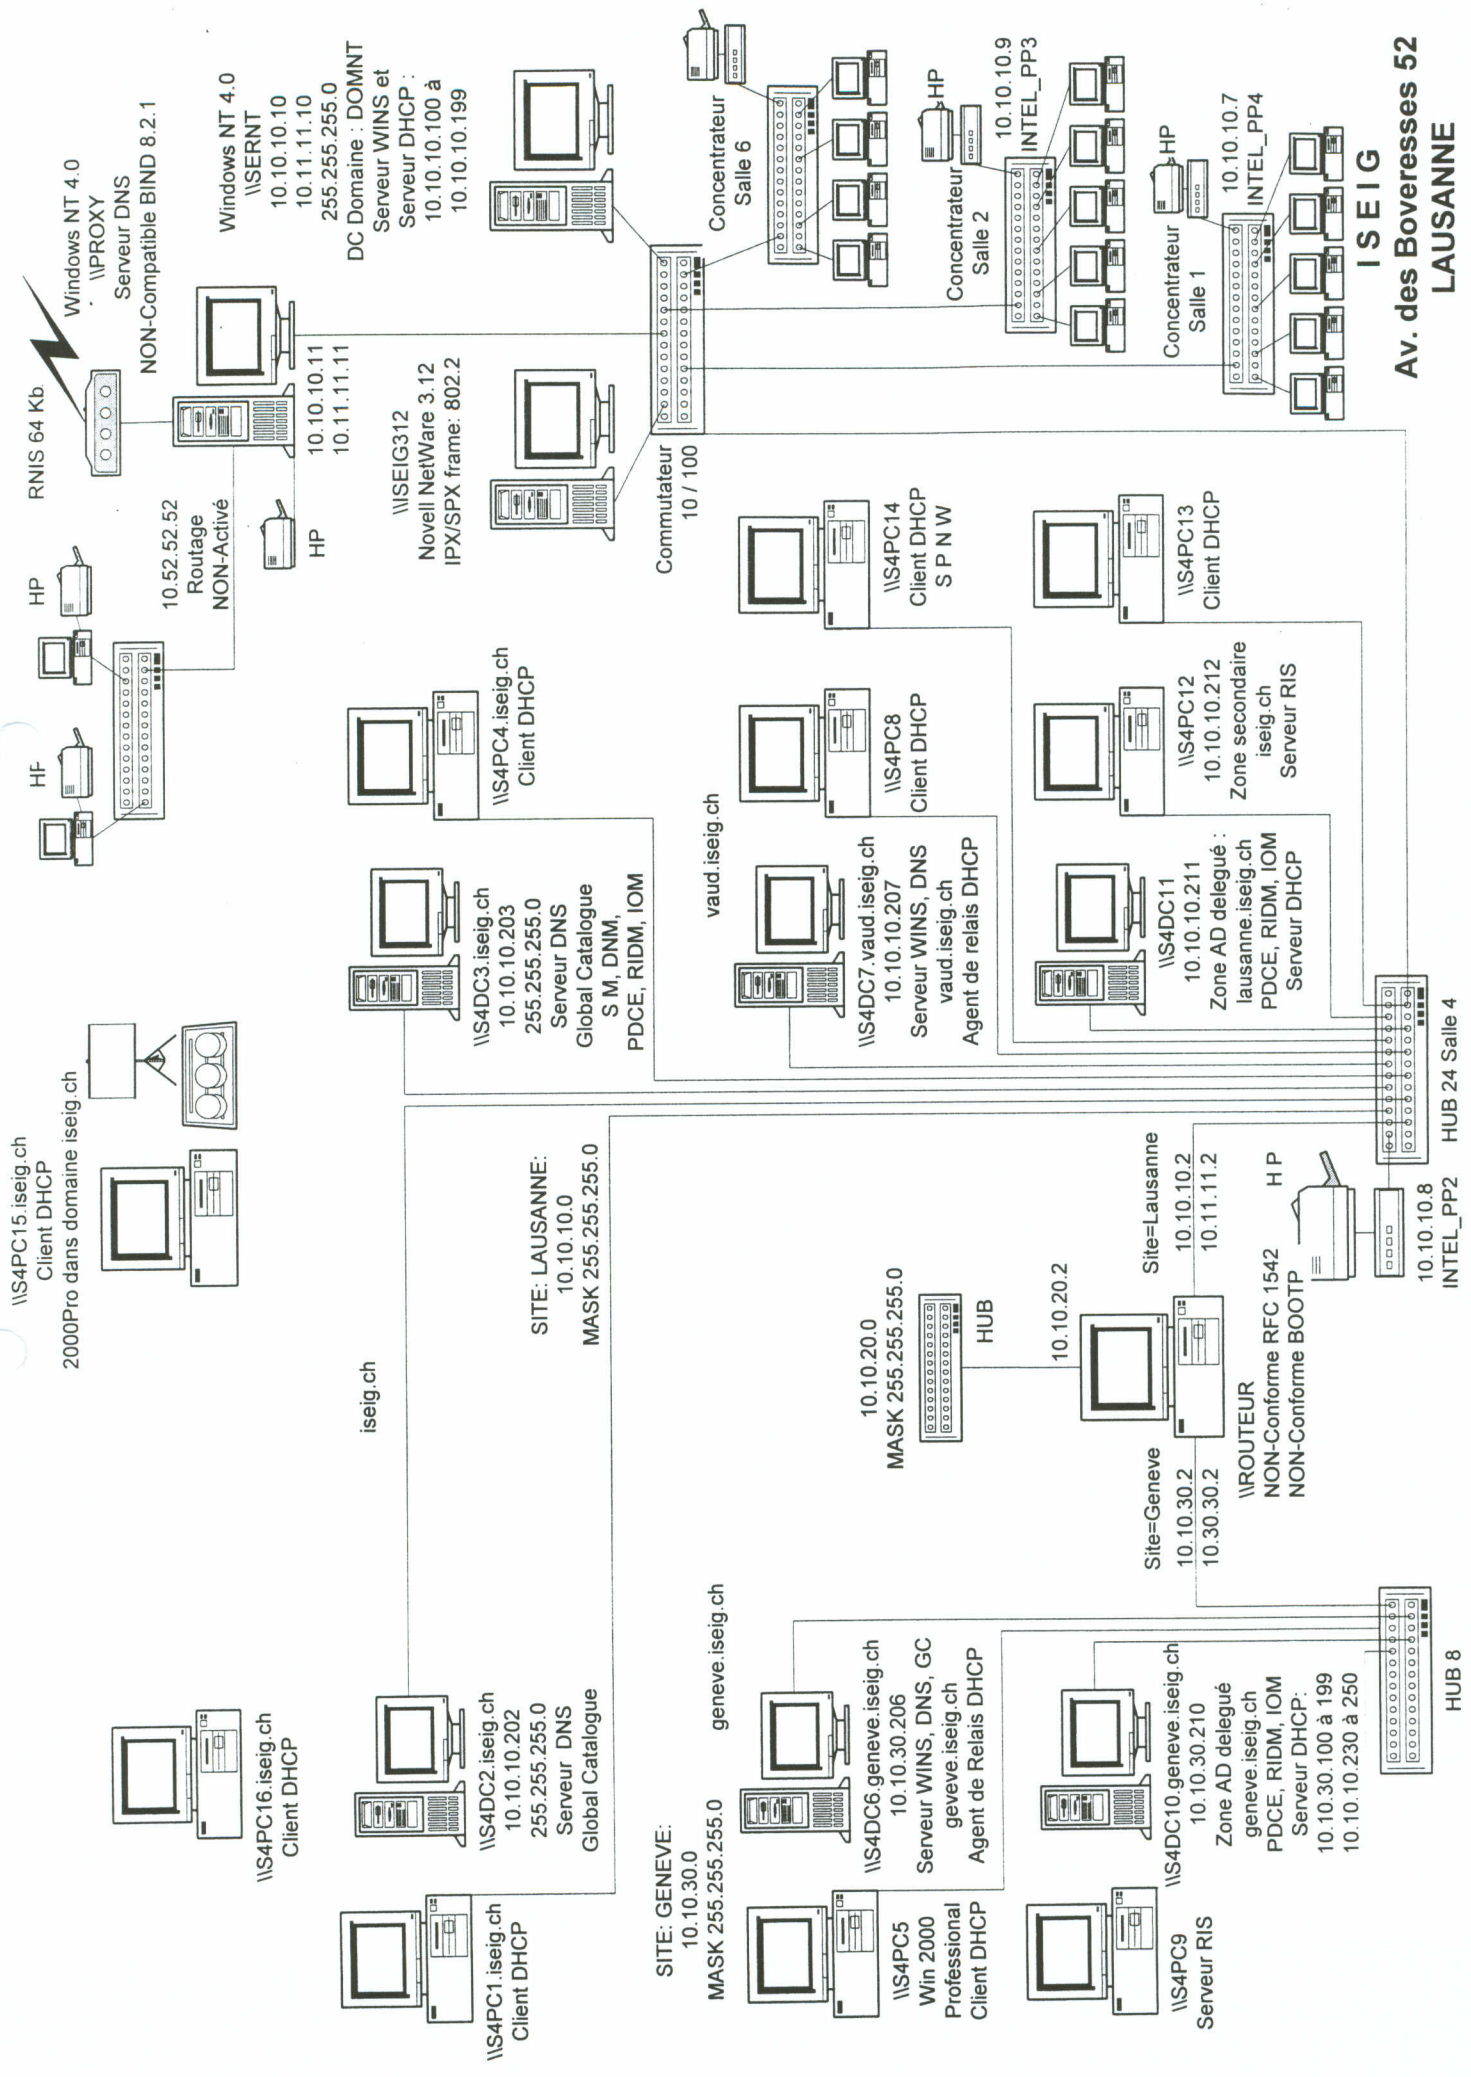 \\S4PC16.iseig.ch
Client DHCP
\\S4PC15.iseig.ch
Client DHCP
2000Pro dans domaine iseig.ch
HF
HP
RNIS 64 Kb.
Windows NT 4.0
\\PROXY
Serveur DNS
NON-Compatible BIND 8.2.1
10.52.52.52
Routage
NON-Activé
HP
10.10.10.11
10.11.11.11
Windows NT 4.0
\\SERNT
10.10.10.10
10.11.11.10
255.255.255.0
DC Domaine : DOMNT
Serveur WINS et
Serveur DHCP :
10.10.10.100 à
10.10.10.199
\\ISEIG312
Novell NetWare 3.12
IPX/SPX frame: 802.2
Commutateur
10 / 100
Concentrateur
Salle 6
HP
Concentrateur
Salle 2
10.10.10.9
INTEL_PP3
HP
Concentrateur
Salle 1
10.10.10.7
INTEL_PP4
iseig.ch
\\S4PC1.iseig.ch
Client DHCP
\\S4DC2.iseig.ch
10.10.10.202
255.255.255.0
Serveur DNS
Global Catalogue
\\S4DC3.iseig.ch
10.10.10.203
255.255.255.0
Serveur DNS
Global Catalogue
S M, DNM,
PDCE, RIDM, IOM
\\S4PC4.iseig.ch
Client DHCP
SITE: LAUSANNE:
10.10.10.0
MASK 255.255.255.0
SITE: GENEVE:
10.10.30.0
MASK 255.255.255.0
geneve.iseig.ch
\\S4PC5
Win 2000
Professional
Client DHCP
\\S4DC6.geneve.iseig.ch
10.10.30.206
Serveur WINS, DNS, GC
geveve.iseig.ch
Agent de Relais DHCP
vaud.iseig.ch
\\S4DC7.vaud.iseig.ch
10.10.10.207
Serveur WINS, DNS
vaud.iseig.ch
Agent de relais DHCP
\\S4PC8
Client DHCP
\\S4PC14
Client DHCP
S P N W
\\S4PC9
Serveur RIS
\\S4DC10.geneve.iseig.ch
10.10.30.210
Zone AD delegué
geneve.iseig.ch
PDCE, RIDM, IOM
Serveur DHCP:
10.10.30.100 à 199
10.10.10.230 à 250
\\S4DC11
10.10.10.211
Zone AD delegué :
lausanne.iseig.ch
PDCE, RIDM, IOM
Serveur DHCP
\\S4PC12
10.10.10.212
Zone secondaire
iseig.ch
Serveur RIS
\\S4PC13
Client DHCP
10.10.20.0
MASK 255.255.255.0
HUB
10.10.20.2
Site=Geneve
10.10.30.2
10.30.30.2
\\ROUTEUR
NON-Conforme RFC 1542
NON-Conforme BOOTP
Site=Lausanne
10.10.10.2
10.11.11.2
H P
10.10.10.8
INTEL_PP2
HUB 8
HUB 24 Salle 4
I S E I G
Av. des Boveresses 52
LAUSANNE